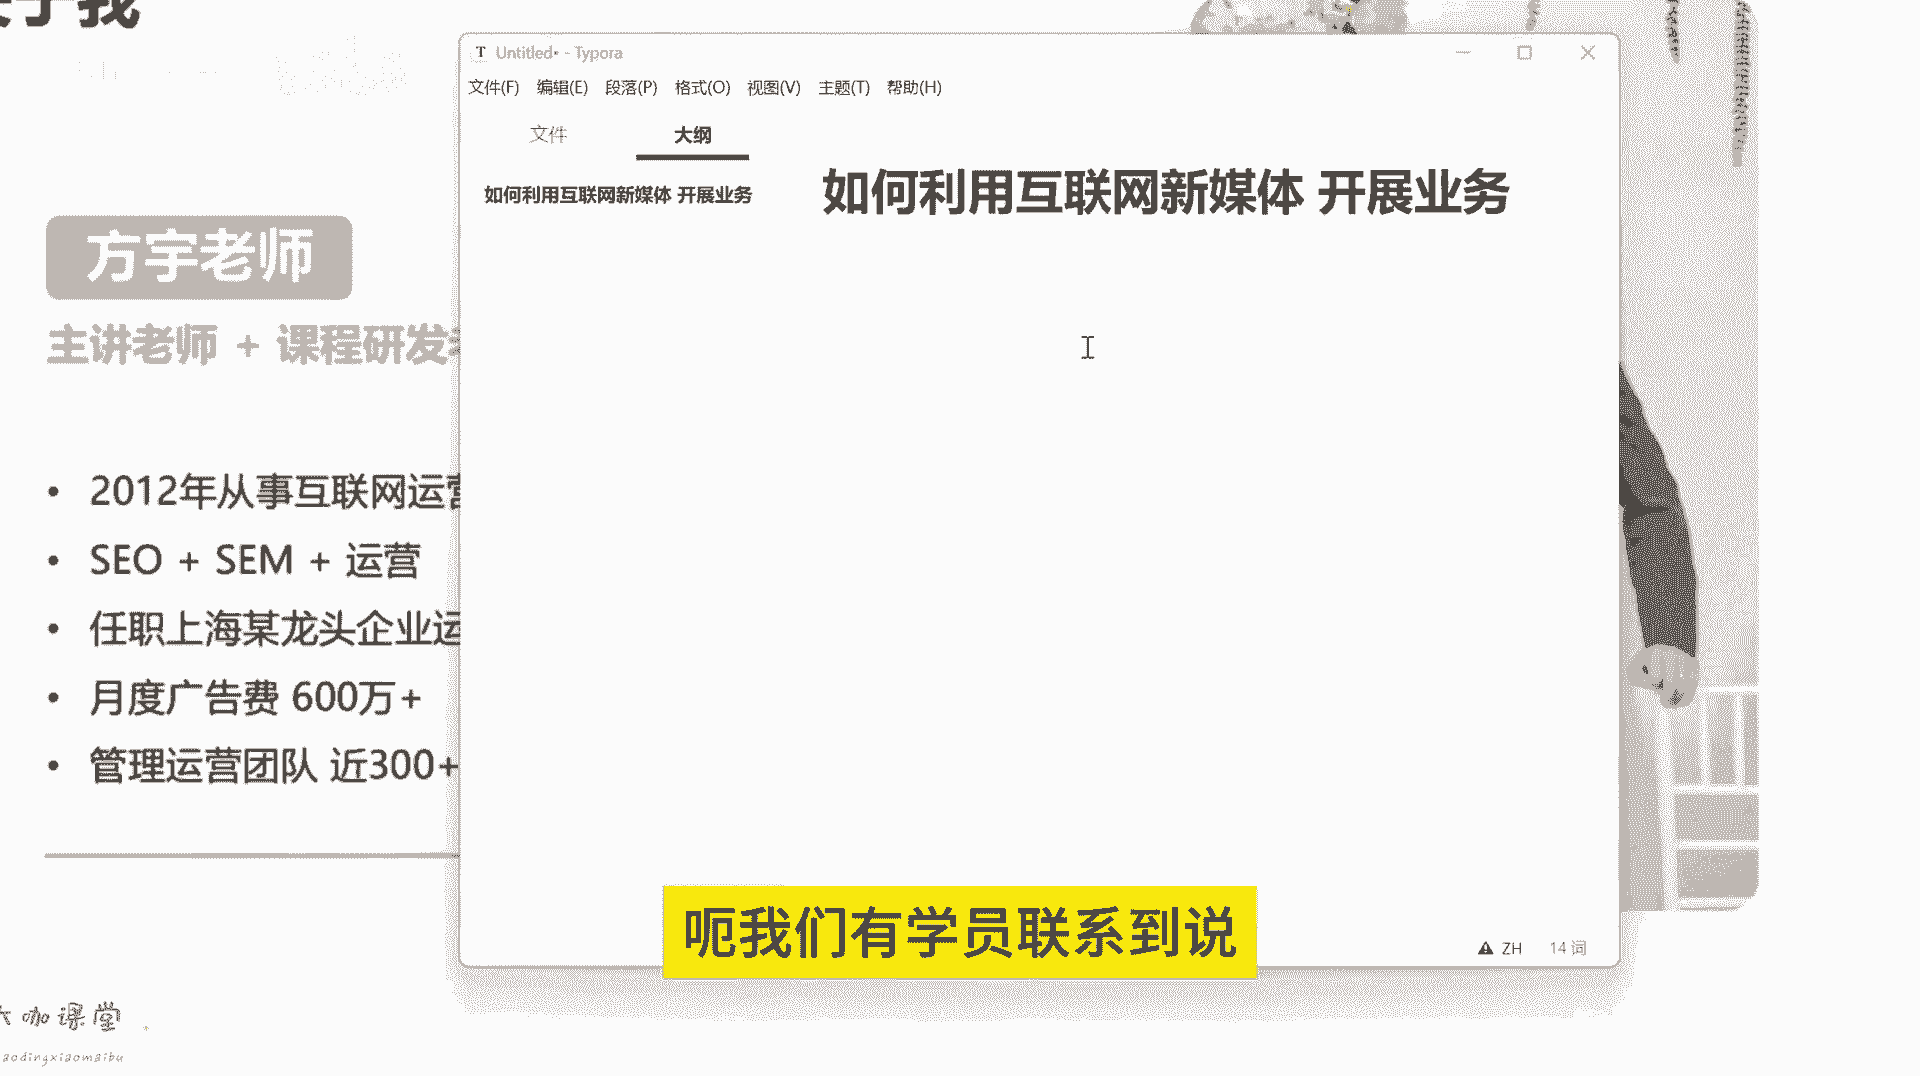 于我
T Untitled• - Typora
文件(F) 编辑(E) 段落(P) 格式(O) 视图(V) 主题(T) 帮助(H)
文件 大纲
如何利用互联网新媒体 开展业务
如何利用互联网新媒体 开展业务
方宇老师
主讲老师 + 课程研发
• 2012年从事互联网运营
• SEO + SEM + 运营
• 任职上海某龙头企业运
• 月度广告费 600万+
• 管理运营团队 近300+
呃我们有学员联系到说
ZH 14 词
咖课堂
aodingxiaomaibu